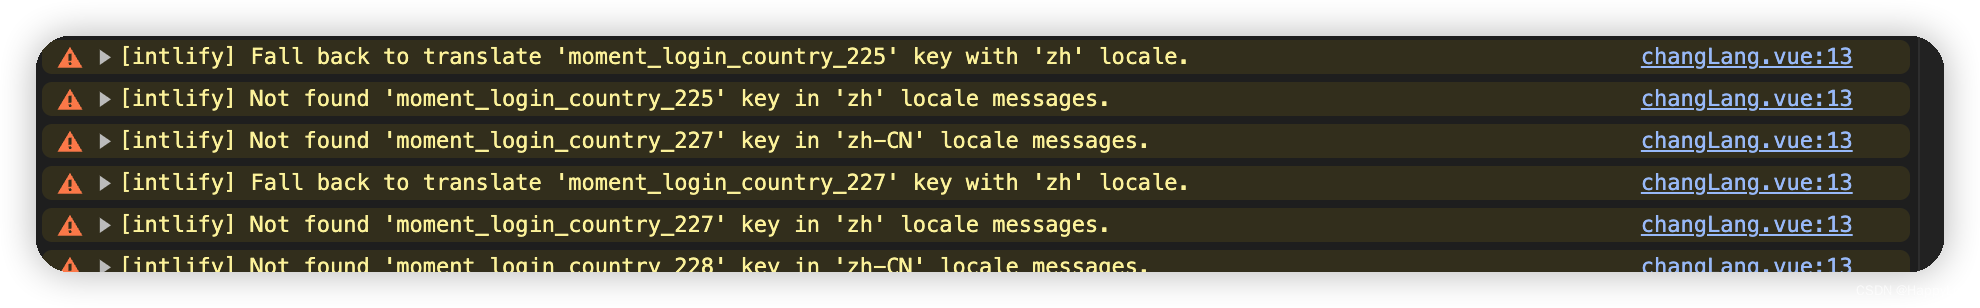 [intlify] Fall back to translate 'moment_login_country_225' key with 'zh' locale. changLang.vue:13
[intlify] Not found 'moment_login_country_225' key in 'zh' locale messages. changLang.vue:13
[intlify] Not found 'moment_login_country_227' key in 'zh-CN' locale messages. changLang.vue:13
[intlify] Fall back to translate 'moment_login_country_227' key with 'zh' locale. changLang.vue:13
[intlify] Not found 'moment_login_country_227' key in 'zh' locale messages. changLang.vue:13
[intlify] Not found 'moment_login_country_228' key in 'zh-CN' locale messages. changLang.vue:13